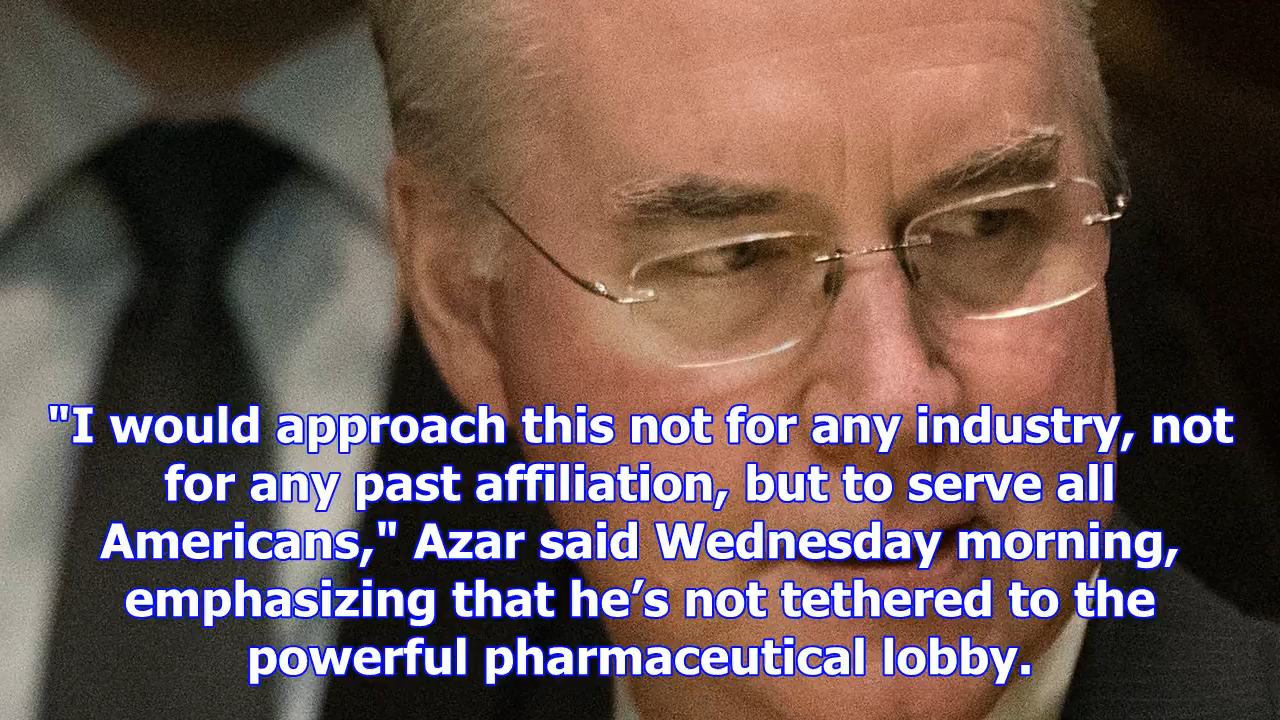 "I would approach this not for any industry, not
for any past affiliation, but to serve all
Americans," Azar said Wednesday morning,
emphasizing that he’s not tethered to the
powerful pharmaceutical lobby.